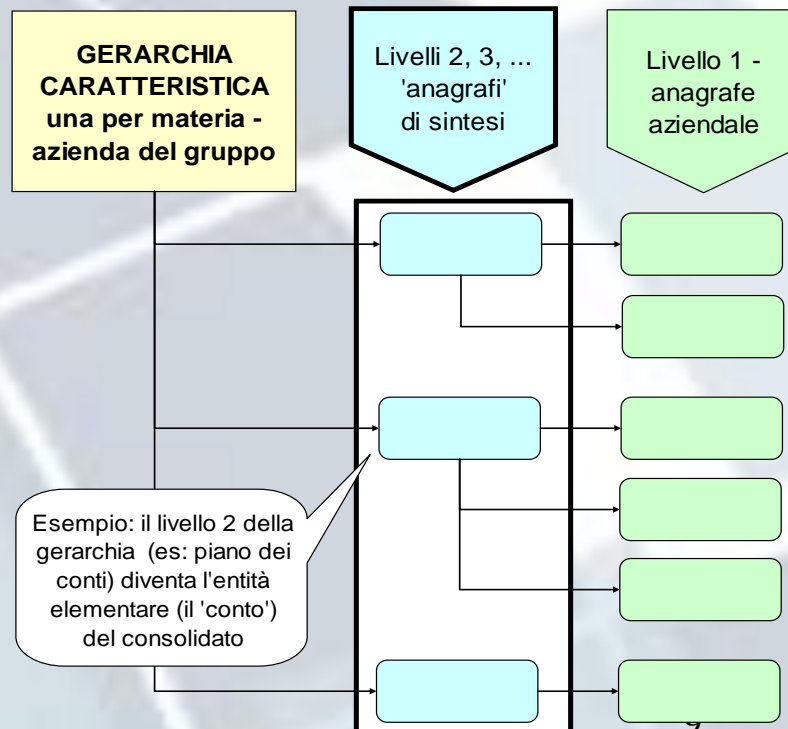 GERARCHIA
CARATTERISTICA
una per materia -
azienda del gruppo
Livelli 2, 3, ...
'anagrafi'
di sintesi
Livello 1 -
anagrafe
aziendale
Esempio: il livello 2 della
gerarchia (es: piano dei
conti) diventa l'entità
elementare (il 'conto')
del consolidato